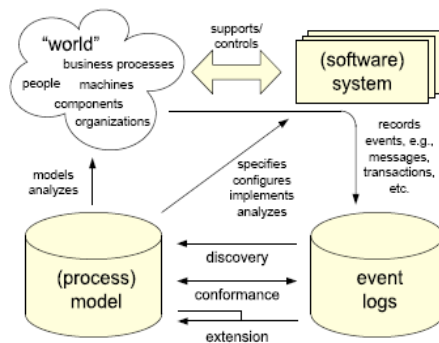 “world”
business processes
people machines
components
organizations
supports/
controls
(software)
system
records
events, e.g.,
messages,
transactions,
etc.
models
analyzes
specifies
configures
implements
analyzes
(process)
model
discovery
conformance
extension
event
logs